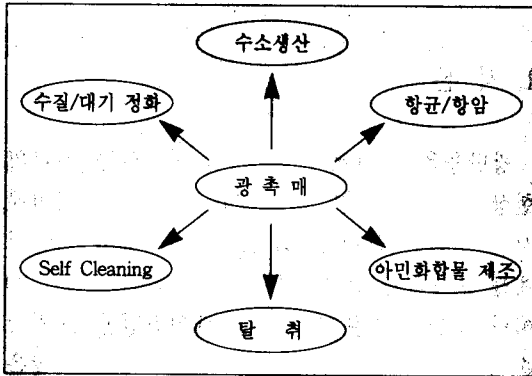 수소생산
수질/대기 정화
항균/항암
광 촉 매
Self Cleaning
아민화합물 제조
탈 취